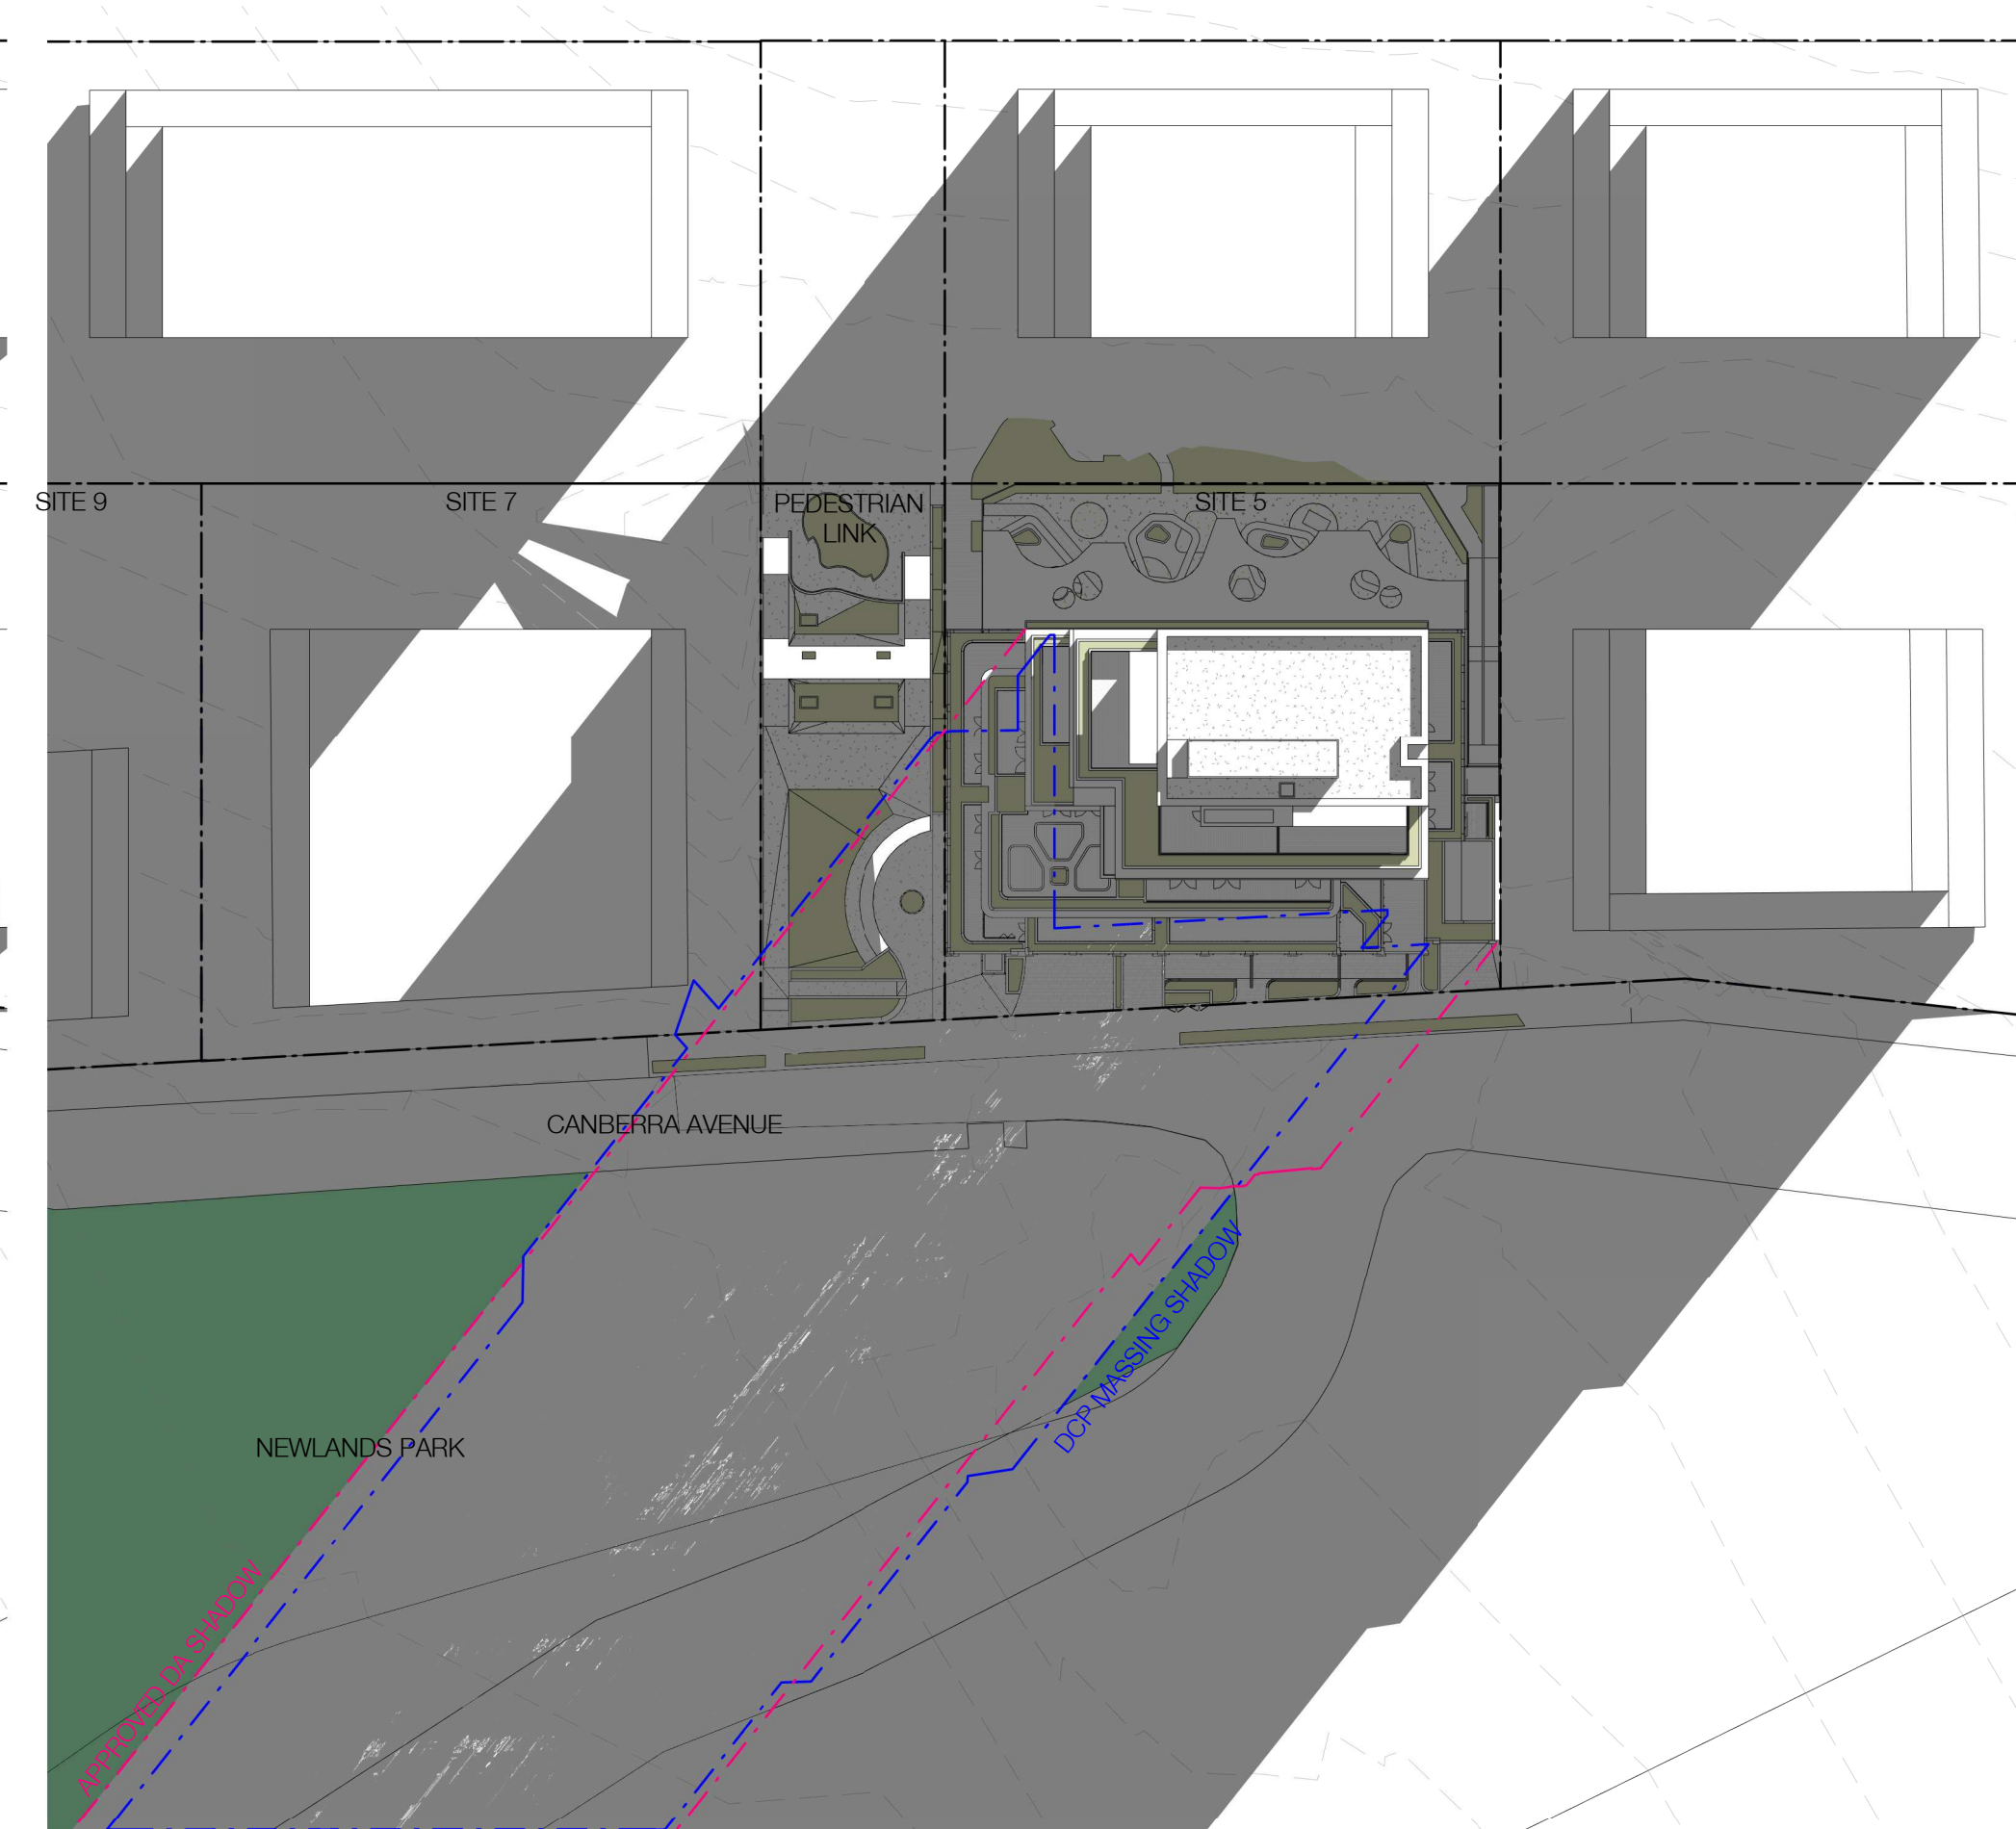 SITE 9
SITE 7
PEDESTRIAN
LINK
SITE 5
CANBERRA AVENUE
DCP MASSING SHADOW
NEWLANDS PARK
APPROVED DA SHADOW